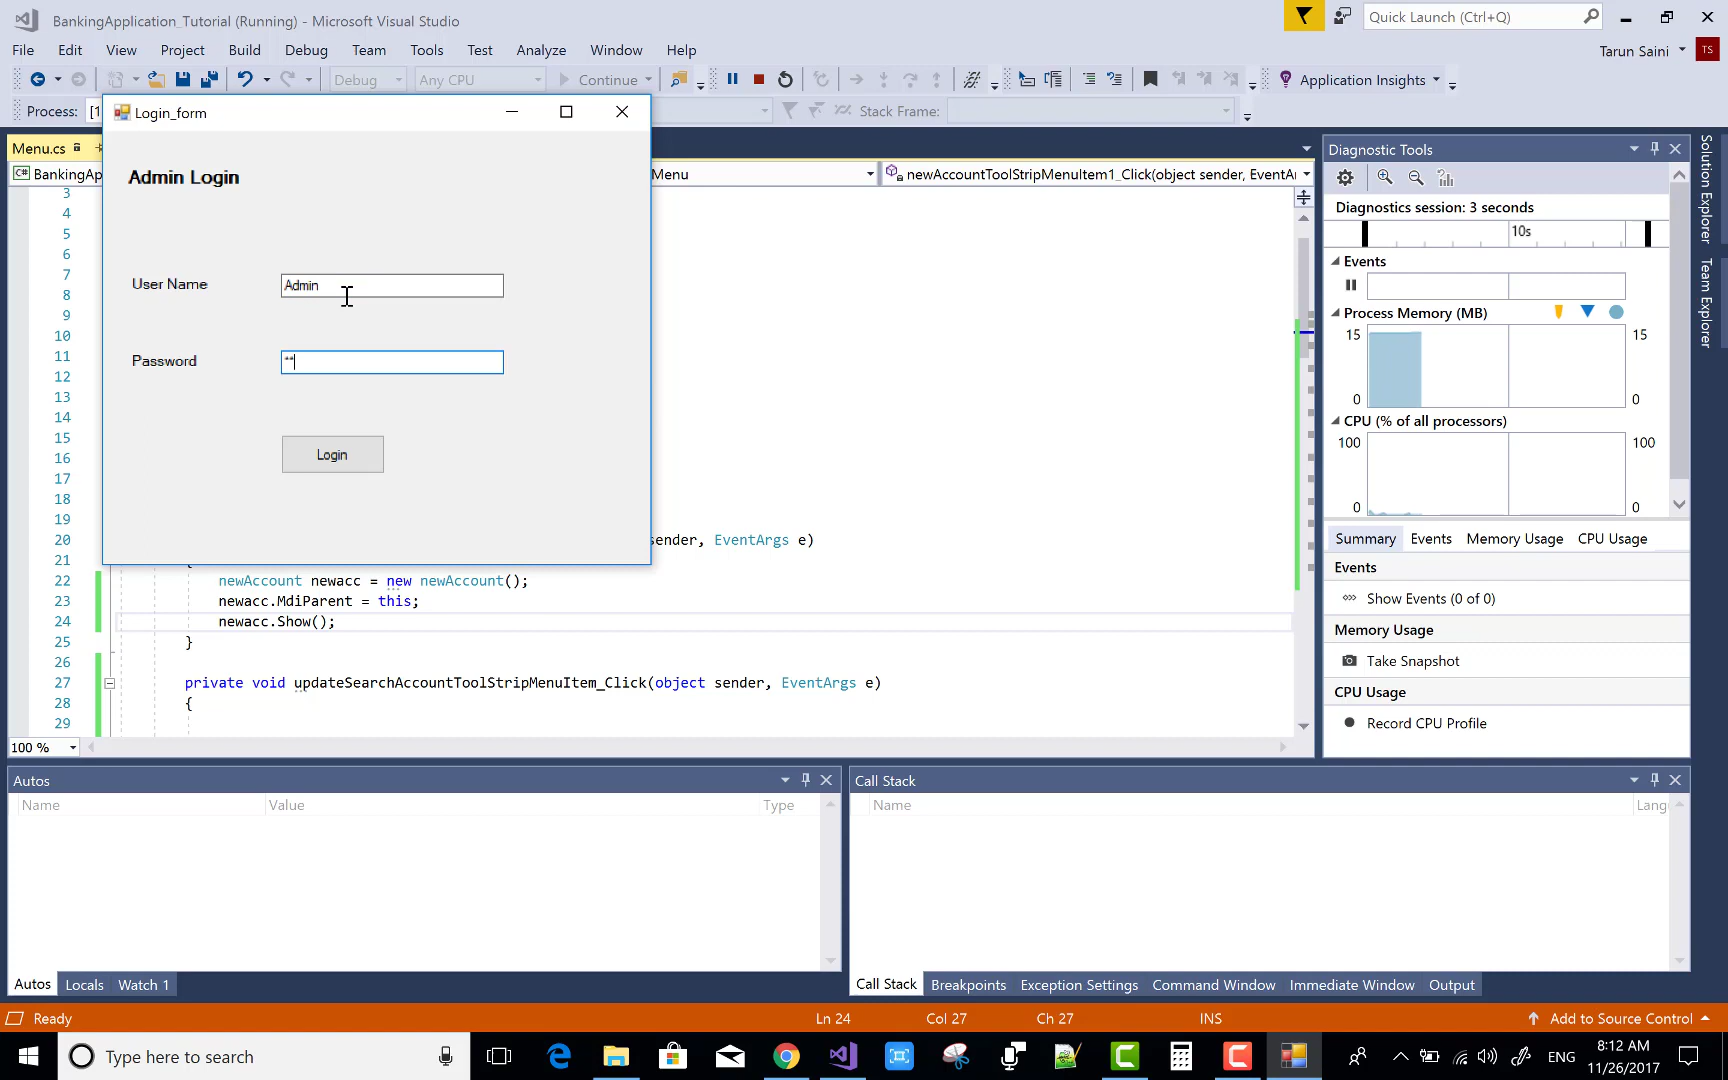 BankingApplication_Tutorial (Running) - Microsoft Visual Studio
Quick Launch (Ctrl+Q)
File Edit View Project Build Debug Team Tools Test Analyze Window Help
Tarun Saini TS
Debug Any CPU Continue Application Insights
Process: [1 Stack Frame:
Login_form
Admin Login
User Name Admin
Password **
Login
Menu.cs
BankingAp
Menu
newAccountToolStripMenuItem1_Click(object sender, EventAr
3
4
5
6
7
8
9
10
11
12
13
14
15
16
17
18
19
20 sender, EventArgs e)
21 {
22 newAccount newacc = new newAccount();
23 newacc.MdiParent = this;
24 newacc.Show();
25 }
26
27 private void updateSearchAccountToolStripMenuItem_Click(object sender, EventArgs e)
28 {
29
100 %
Diagnostic Tools
Diagnostics session: 3 seconds
10s
Events
Process Memory (MB)
15 15
0 0
CPU (% of all processors)
100 100
0 0
Summary Events Memory Usage CPU Usage
Events
Show Events (0 of 0)
Memory Usage
Take Snapshot
CPU Usage
Record CPU Profile
Solution Explorer
Team Explorer
Autos
Name Value Type
Autos Locals Watch 1
Call Stack
Name Lang
Call Stack Breakpoints Exception Settings Command Window Immediate Window Output
Ready Ln 24 Col 27 Ch 27 INS Add to Source Control
Type here to search
ENG
8:12 AM
11/26/2017